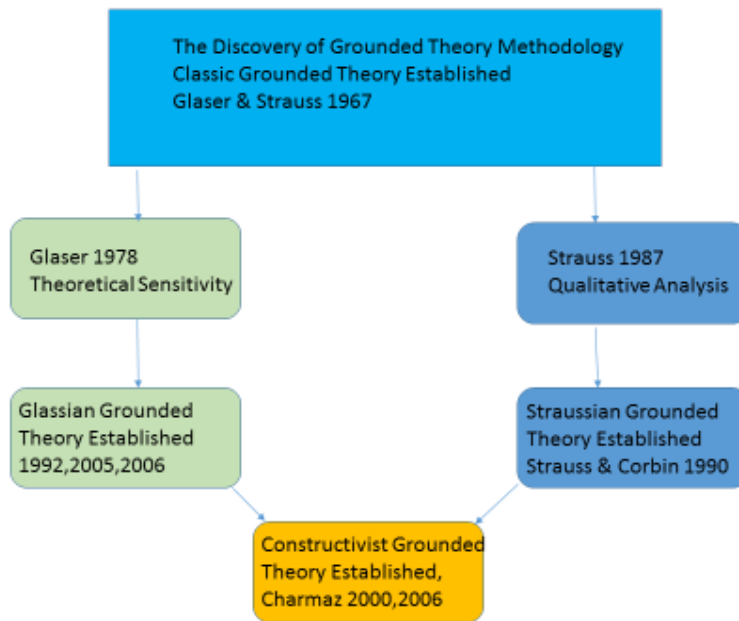 The Discovery of Grounded Theory Methodology
Classic Grounded Theory Established
Glaser & Strauss 1967
Glaser 1978
Theoretical Sensitivity
Strauss 1987
Qualitative Analysis
Glassian Grounded
Theory Established
1992,2005,2006
Straussian Grounded
Theory Established
Strauss & Corbin 1990
Constructivist Grounded
Theory Established,
Charmaz 2000,2006